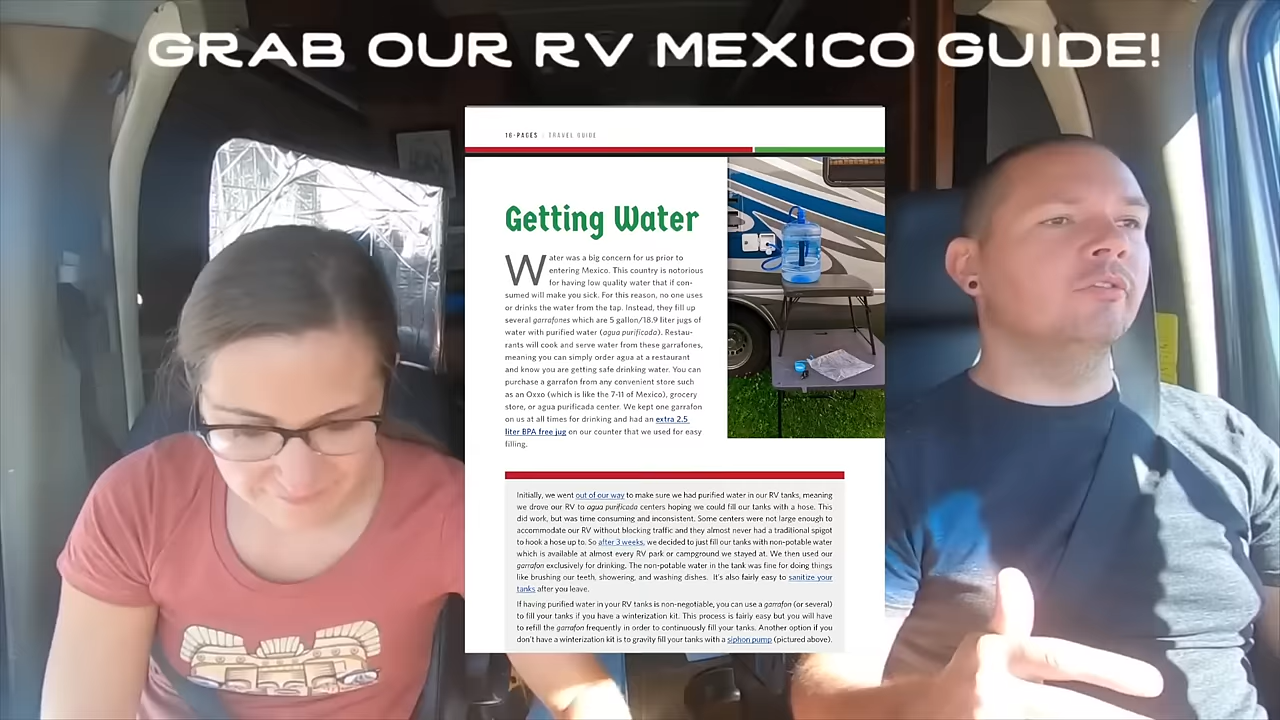 GRAB OUR RV MEXICO GUIDE!
16-PAGES | TRAVEL GUIDE
Getting Water
Water was a big concern for us prior to
entering Mexico. This country is notorious
for having low quality water that if con-
sumed will make you sick. For this reason, no one uses
or drinks the water from the tap. Instead, they fill up
several garrafones which are 5 gallon/18.9 liter jugs of
water with purified water (agua purificada). Restau-
rants will cook and serve water from these garrafones,
meaning you can simply order agua at a restaurant
and know you are getting safe drinking water. You can
purchase a garrafon from any convenient store such
as an Oxxo (which is like the 7-11 of Mexico), grocery
store, or agua purificada center. We kept one garrafon
on us at all times for drinking and had an extra 2.5
liter BPA free jug on our counter that we used for easy
filling.
Initially, we went out of our way to make sure we had purified water in our RV tanks, meaning
we drove our RV to agua purificada centers hoping we could fill our tanks with a hose. This
did work, but was time consuming and inconsistent. Some centers were not large enough to
accommodate our RV without blocking traffic and they almost never had a traditional spigot
to hook a hose up to. So after 3 weeks, we decided to just fill our tanks with non-potable water
which is available at almost every RV park or campground we stayed at. We then used our
garrafon exclusively for drinking. The non-potable water in the tank was fine for doing things
like brushing our teeth, showering, and washing dishes. It's also fairly easy to sanitize your
tanks after you leave.
If having purified water in your RV tanks is non-negotiable, you can use a garrafon (or several)
to fill your tanks if you have a winterization kit. This process is fairly easy but you will have
to refill the garrafon frequently in order to continuously fill your tanks. Another option if you
don't have a winterization kit is to gravity fill your tanks with a siphon pump (pictured above).